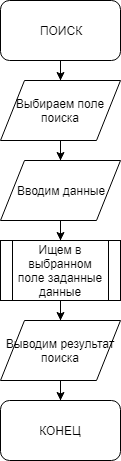 ПОИСК
Выбираем поле
поиска
Вводим данные
Ищем в
выбранном
поле заданные
данные
Выводим результат
поиска
КОНЕЦ